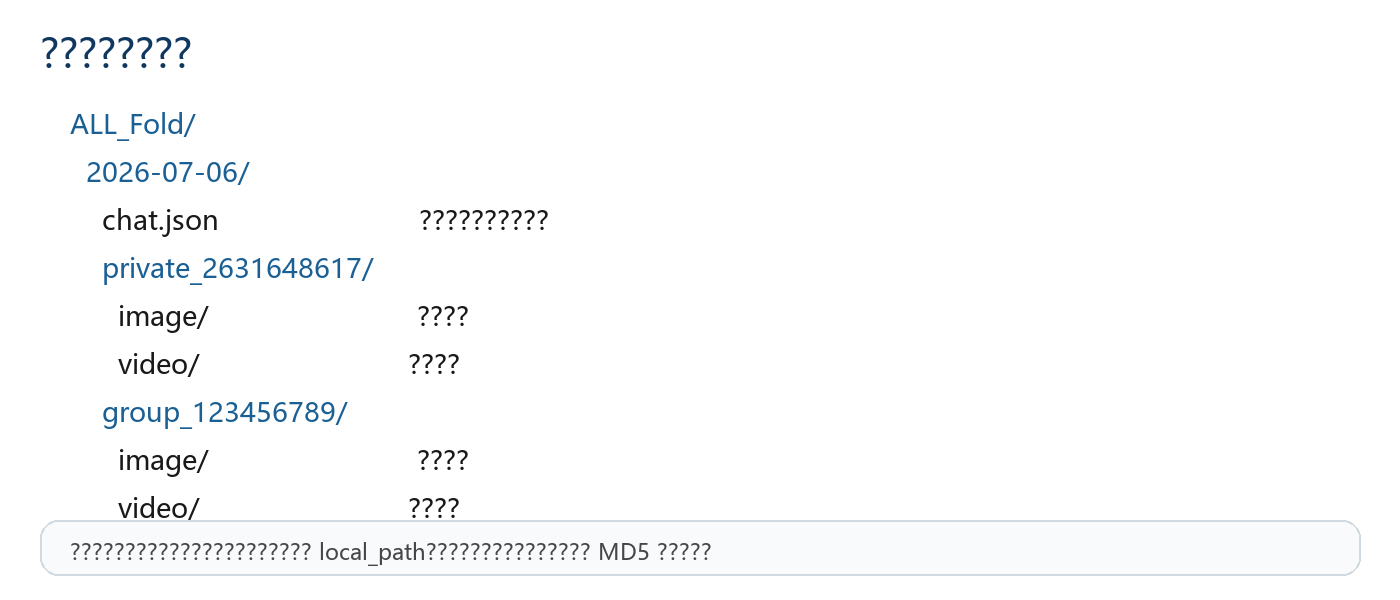 ????????
ALL_Fold/
2026-07-06/
chat.json ??????????
private_2631648617/
image/ ????
video/ ????
group_123456789/
image/ ????
video/ ????
?????????????????????? local_path??????????????? MD5 ?????